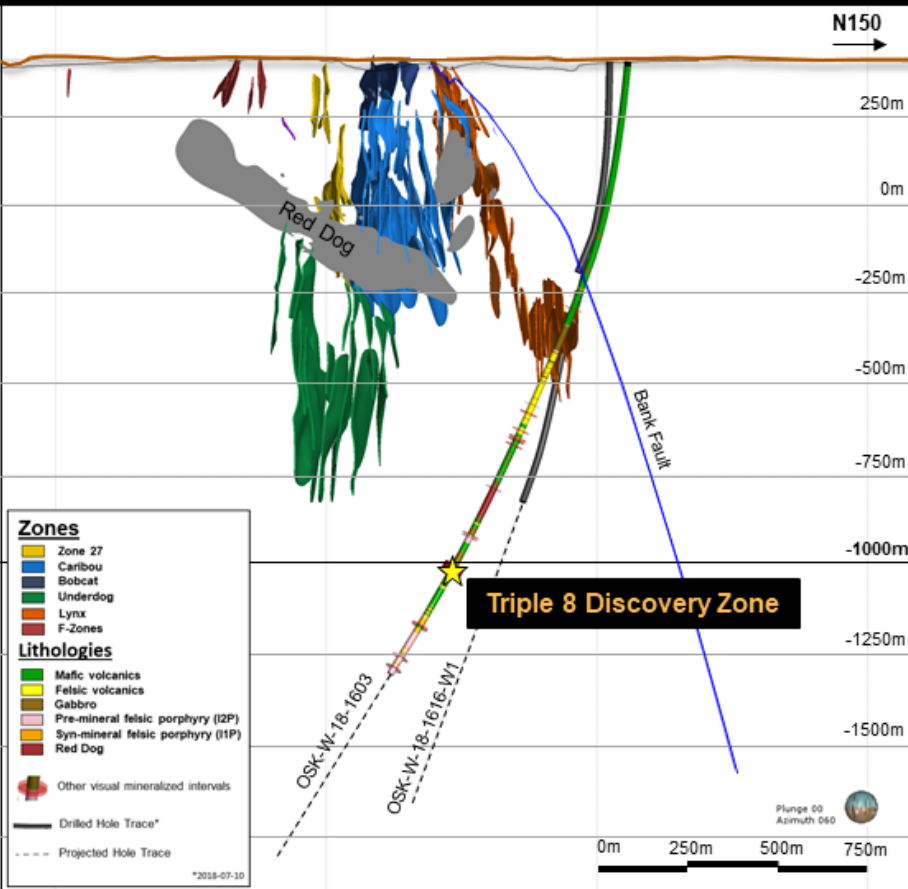 N150
250m
0m
Red Dog
-250m
-500m
Bank Fault
-750m
Zones
Zone 27
Caribou
Bobcat
Underdog
Lynx
F-Zones
Lithologies
Mafic volcanics
Felsic volcanics
Gabbro
Pre-mineral felsic porphyry (I2P)
Syn-mineral felsic porphyry (I1P)
Red Dog
Other visual mineralized intervals
Drilled Hole Trace*
Projected Hole Trace
*2018-07-10
-1000m
Triple 8 Discovery Zone
-1250m
OSK-W-18-1603
OSK-W-18-1616-W1
-1500m
Plunge 00
Azimuth 060
0m 250m 500m 750m